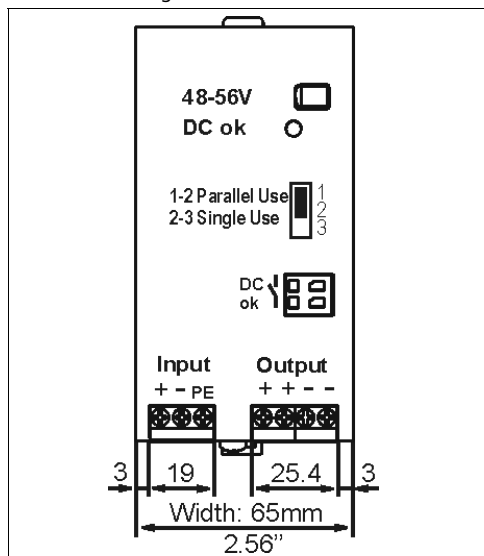 48-56V
DC ok
1-2 Parallel Use
2-3 Single Use
1
2
3
DC
ok
Input Output
+ - PE + + - -
3 19 25.4 3
Width: 65mm
2.56"